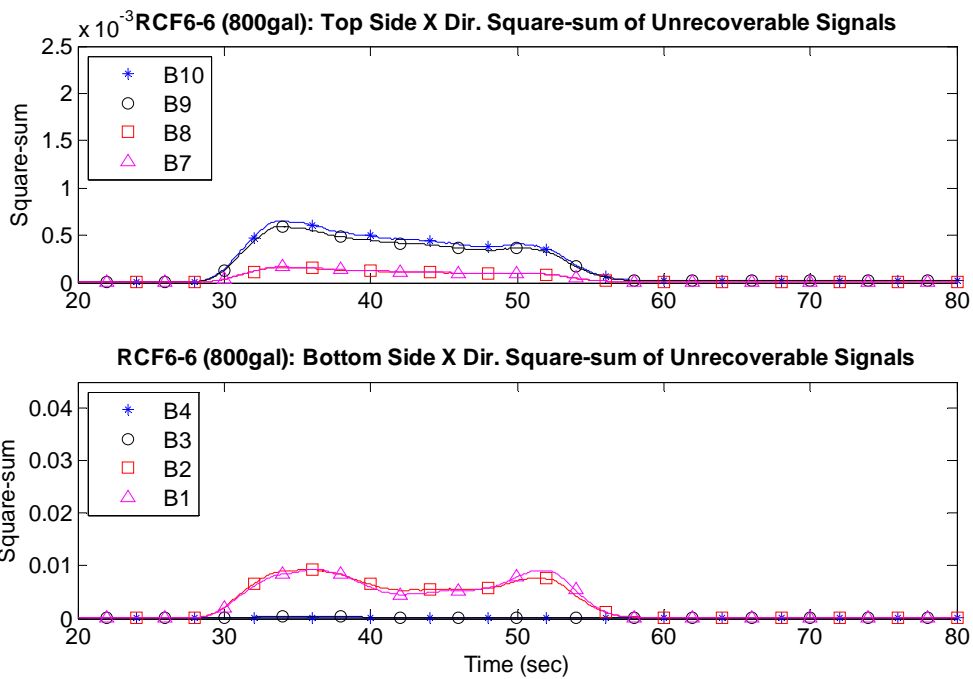 x 10-3
RCF6-6 (800gal): Top Side X Dir. Square-sum of Unrecoverable Signals
2.5
2
1.5
1
0.5
0
Square-sum
B10
B9
B8
B7
20 30 40 50 60 70 80
RCF6-6 (800gal): Bottom Side X Dir. Square-sum of Unrecoverable Signals
0.04
0.03
0.02
0.01
0
Square-sum
B4
B3
B2
B1
20 30 40 50 60 70 80
Time (sec)